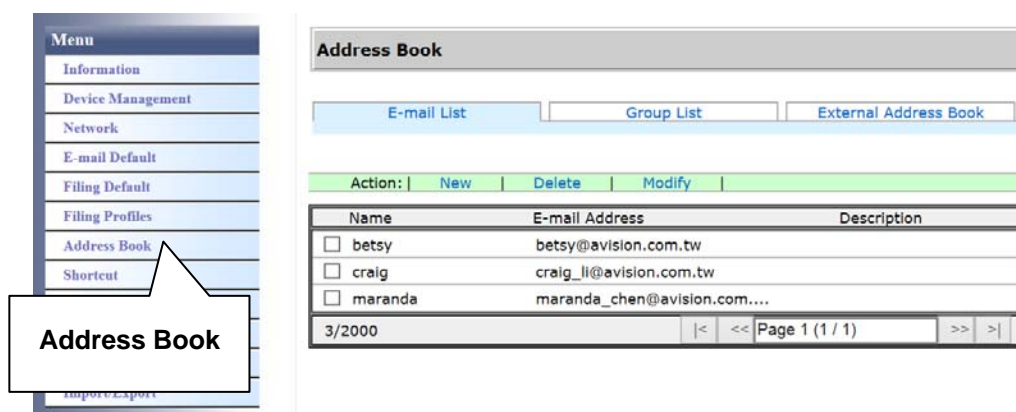 Menu
Information
Device Management
Network
E-mail Default
Filing Default
Filing Profiles
Address Book
Shortcut
Import/Export
Address Book
Address Book
E-mail List Group List External Address Book
Action: | New | Delete | Modify |
Name E-mail Address Description
betsy betsy@avision.com.tw
craig craig_li@avision.com.tw
maranda maranda_chen@avision.com....
3/2000 |< << Page 1 (1 / 1) >> >|